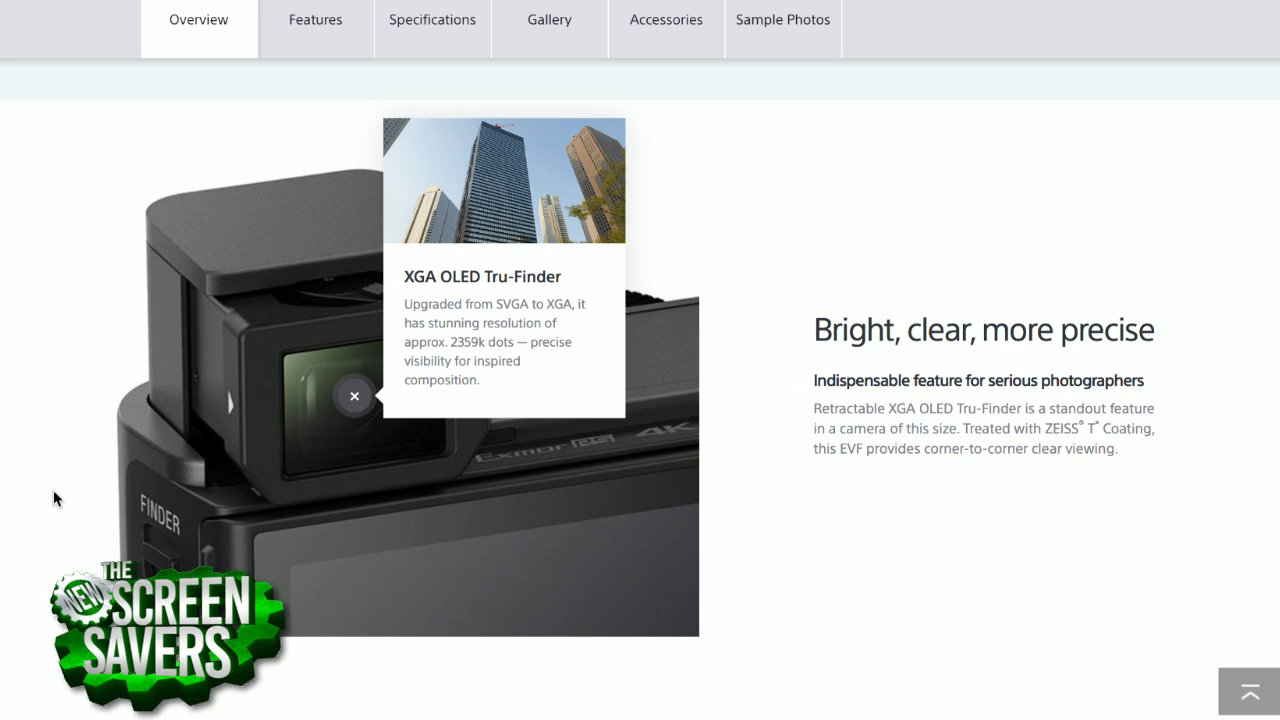 Overview
Features
Specifications
Gallery
Accessories
Sample Photos
XGA OLED Tru-Finder
Upgraded from SVGA to XGA, it
has stunning resolution of
approx. 2359k dots — precise
visibility for inspired
composition.
Bright, clear, more precise
Indispensable feature for serious photographers
Retractable XGA OLED Tru-Finder is a standout feature
in a camera of this size. Treated with ZEISS® T* Coating,
this EVF provides corner-to-corner clear viewing.
Exmor RS 4K
FINDER
THE
NEW
SCREEN
SAVERS